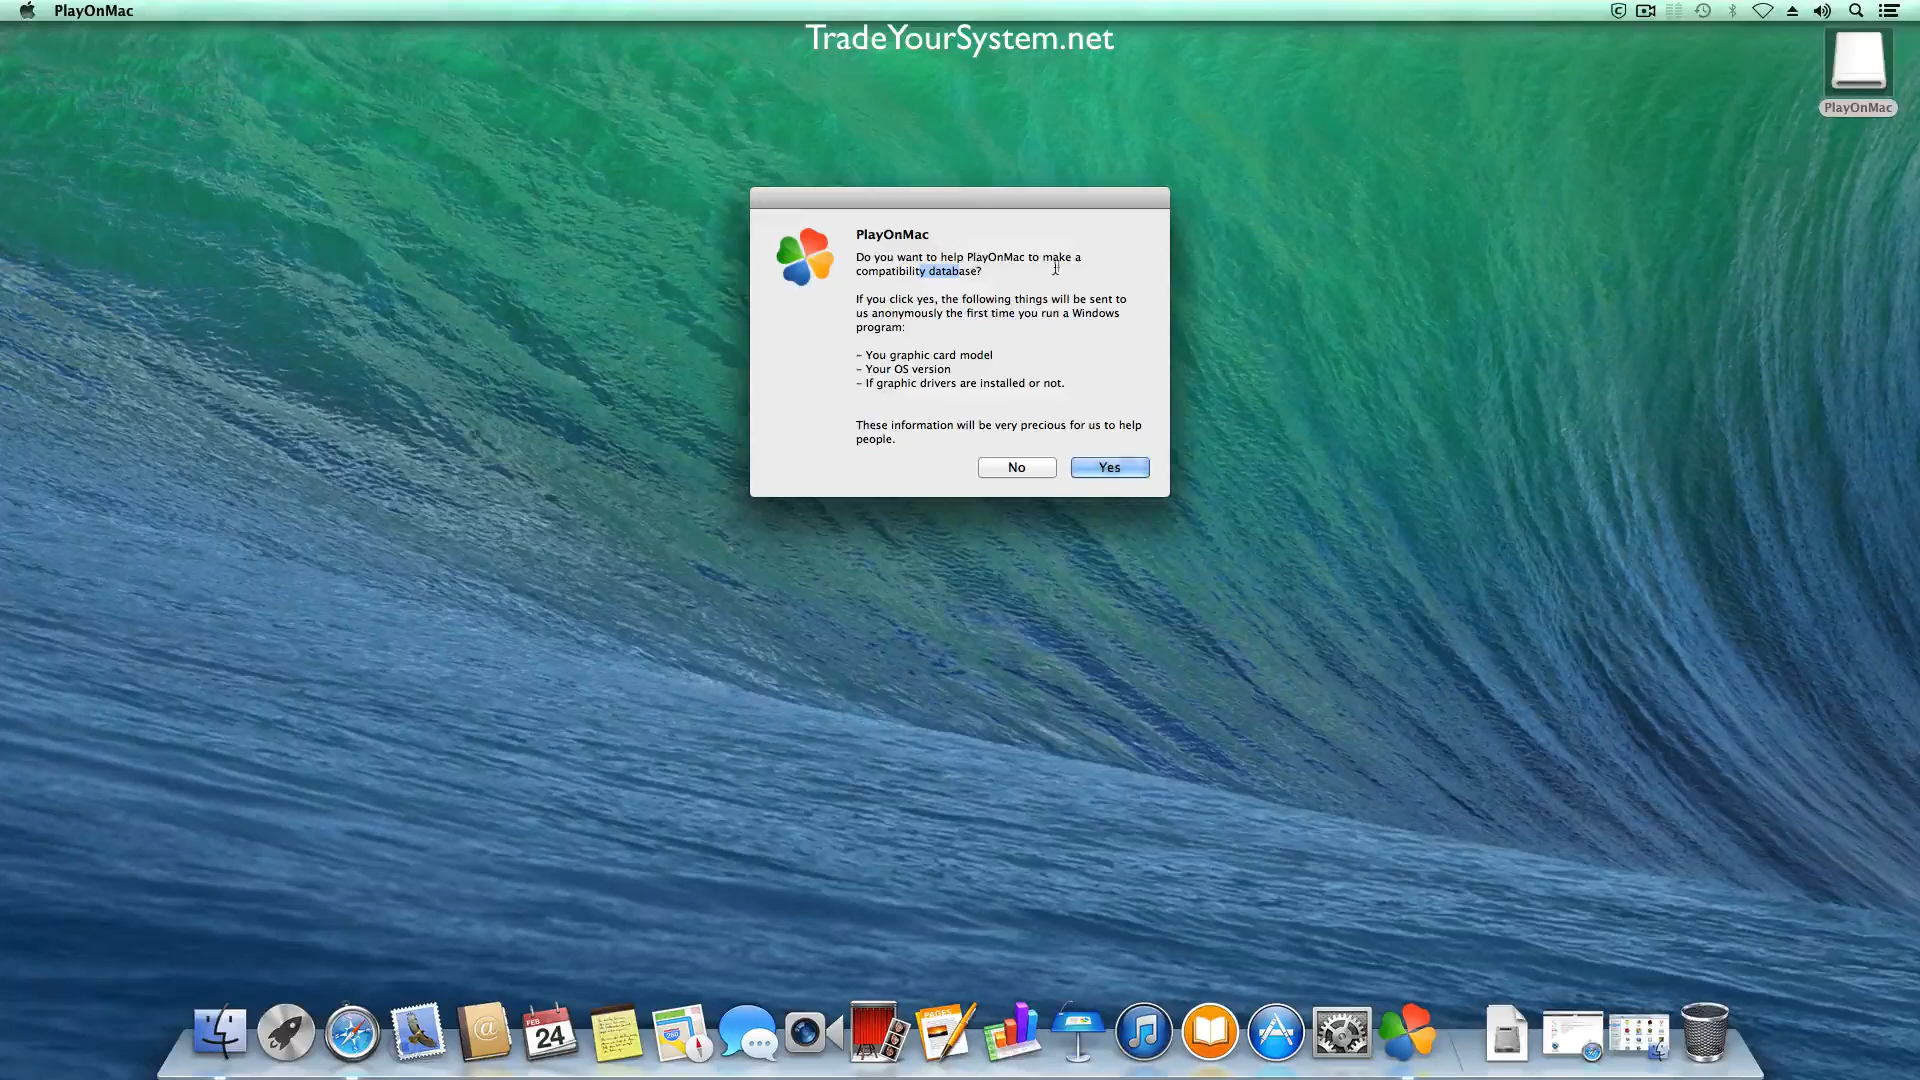 PlayOnMac
TradeYourSystem.net
PlayOnMac
PlayOnMac
Do you want to help PlayOnMac to make a
compatibility database?
If you click yes, the following things will be sent to
us anonymously the first time you run a Windows
program:
- You graphic card model
- Your OS version
- If graphic drivers are installed or not.
These information will be very precious for us to help
people.
No
Yes
FEB
24
PAGES